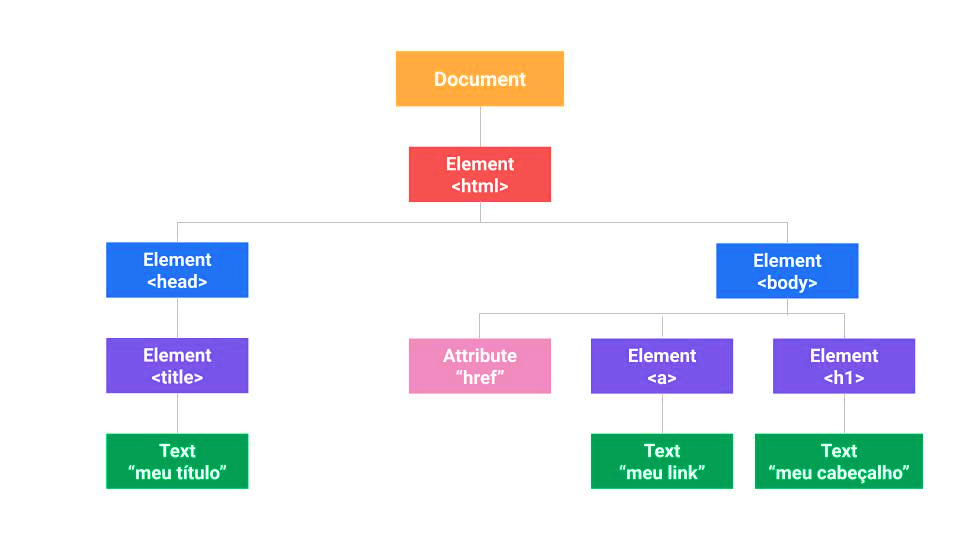 Document
Element
<html>
Element
<head>
Element
<body>
Element
<title>
Attribute
“href”
Element
<a>
Element
<h1>
Text
“meu título”
Text
“meu link”
Text
“meu cabeçalho”